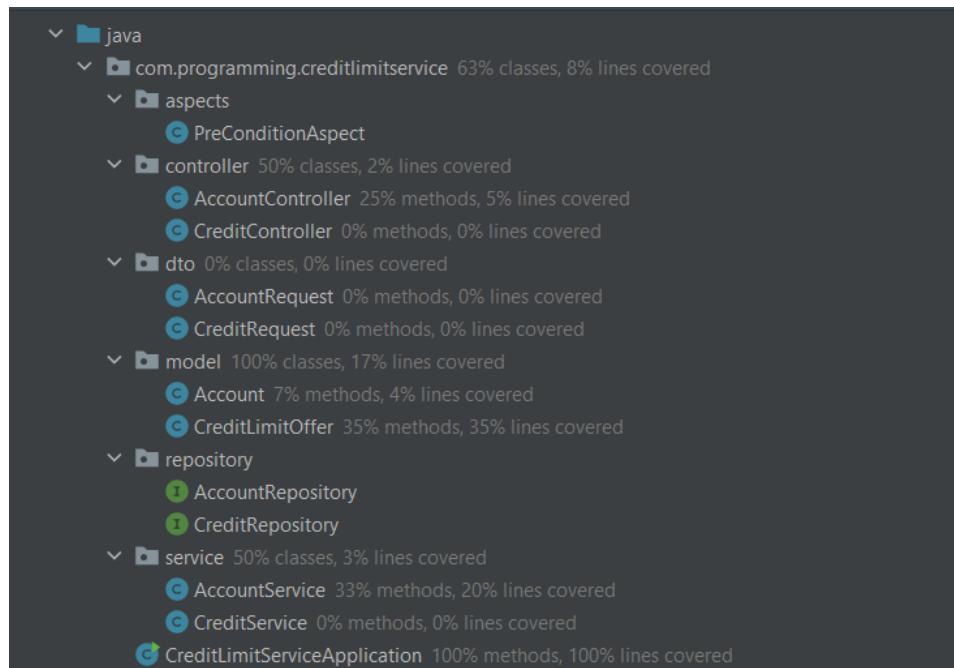 java
com.programming.creditlimitservice 63% classes, 8% lines covered
aspects
C PreConditionAspect
controller 50% classes, 2% lines covered
C AccountController 25% methods, 5% lines covered
C CreditController 0% methods, 0% lines covered
dto 0% classes, 0% lines covered
C AccountRequest 0% methods, 0% lines covered
C CreditRequest 0% methods, 0% lines covered
model 100% classes, 17% lines covered
C Account 7% methods, 4% lines covered
C CreditLimitOffer 35% methods, 35% lines covered
repository
I AccountRepository
I CreditRepository
service 50% classes, 3% lines covered
C AccountService 33% methods, 20% lines covered
C CreditService 0% methods, 0% lines covered
C CreditLimitServiceApplication 100% methods, 100% lines covered